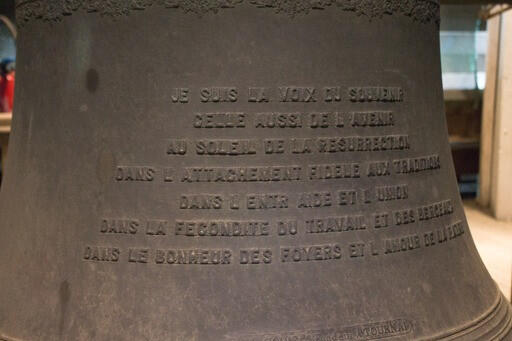 JE SUIS LA VOIX DU SOUVENIR
CELLE AUSSI DE L AVENIR
AU SOLEIL DE LA RESURRECTION
DANS L ATTACHEMENT FIDELE AUX TRADITIONS
DANS L ENTR AIDE ET L UNION
DANS LA FECONDITE DU TRAVAIL ET DES BERCEAUX
DANS LE BONHEUR DES FOYERS ET L AMOUR DE LA
A TOURNAI